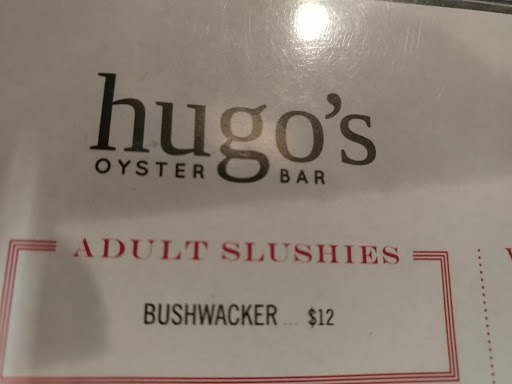 hugo's
OYSTER BAR
ADULT SLUSHIES
BUSHWACKER ... $12